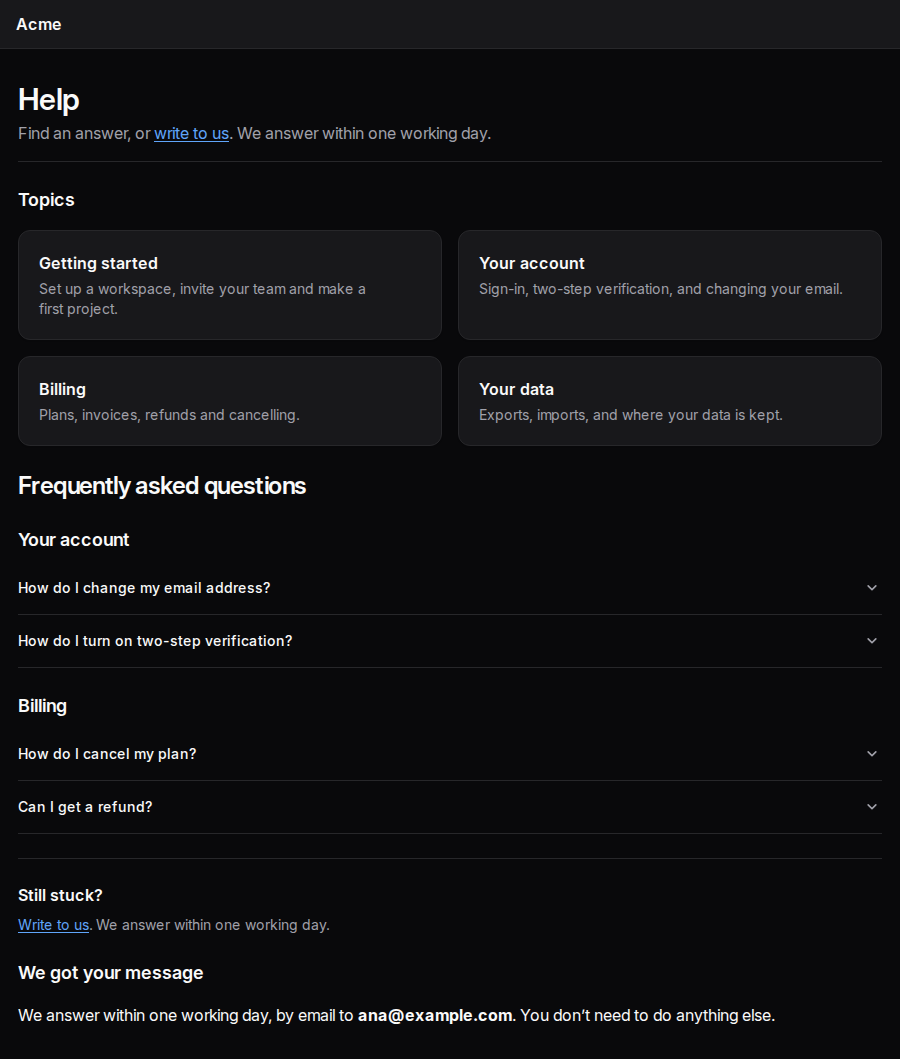 Acme
Help
Find an answer, or write to us. We answer within one working day.
Topics
Getting started
Set up a workspace, invite your team and make a
first project.
Your account
Sign-in, two-step verification, and changing your email.
Billing
Plans, invoices, refunds and cancelling.
Your data
Exports, imports, and where your data is kept.
Frequently asked questions
Your account
How do I change my email address?
How do I turn on two-step verification?
Billing
How do I cancel my plan?
Can I get a refund?
Still stuck?
Write to us. We answer within one working day.
We got your message
We answer within one working day, by email to ana@example.com. You don’t need to do anything else.